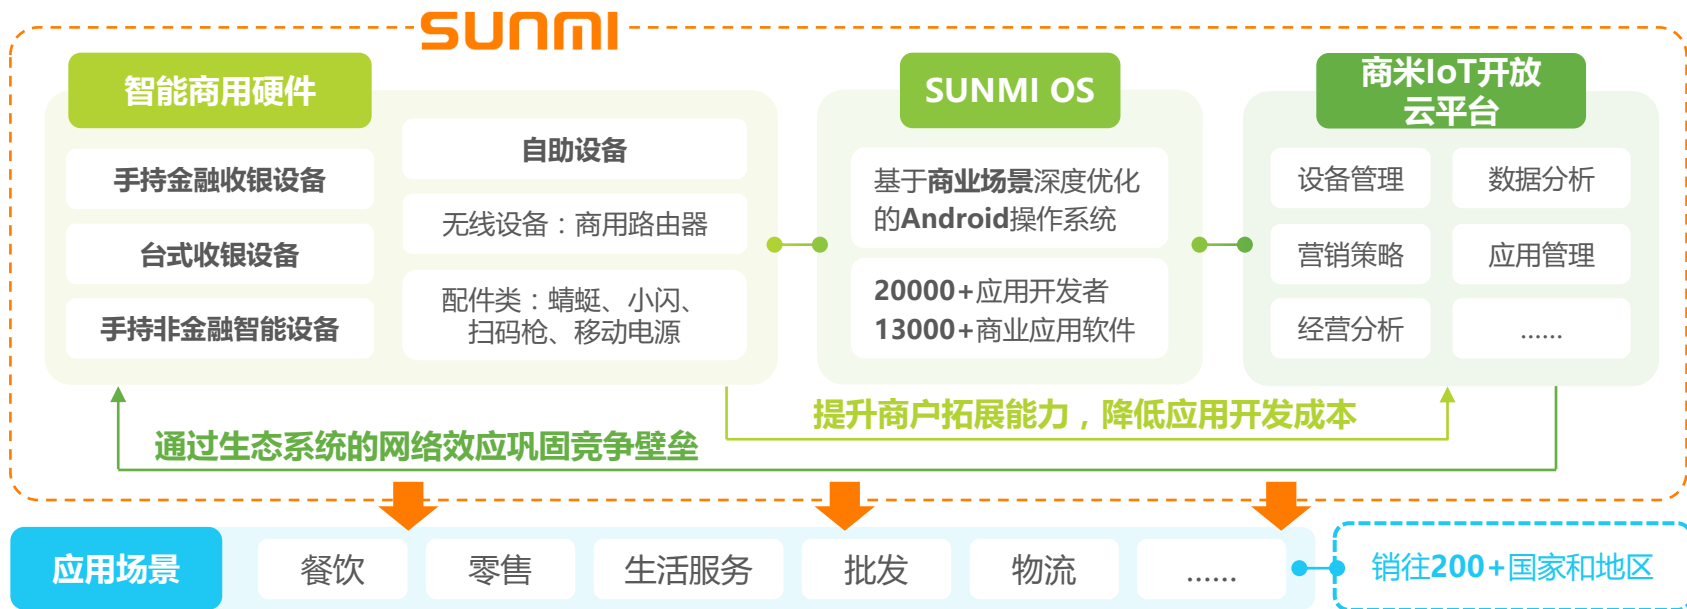 SUNMI
智能商用硬件
手持金融收银设备
台式收银设备
手持非金融智能设备
自助设备
无线设备：商用路由器
配件类：蜻蜓、小闪、
扫码枪、移动电源
SUNMI OS
基于商业场景深度优化
的Android操作系统
20000+应用开发者
13000+商业应用软件
商米IoT开放
云平台
设备管理
数据分析
营销策略
应用管理
经营分析
……
提升商户拓展能力，降低应用开发成本
通过生态系统的网络效应巩固竞争壁垒
应用场景
餐饮
零售
生活服务
批发
物流
……
销往200+国家和地区